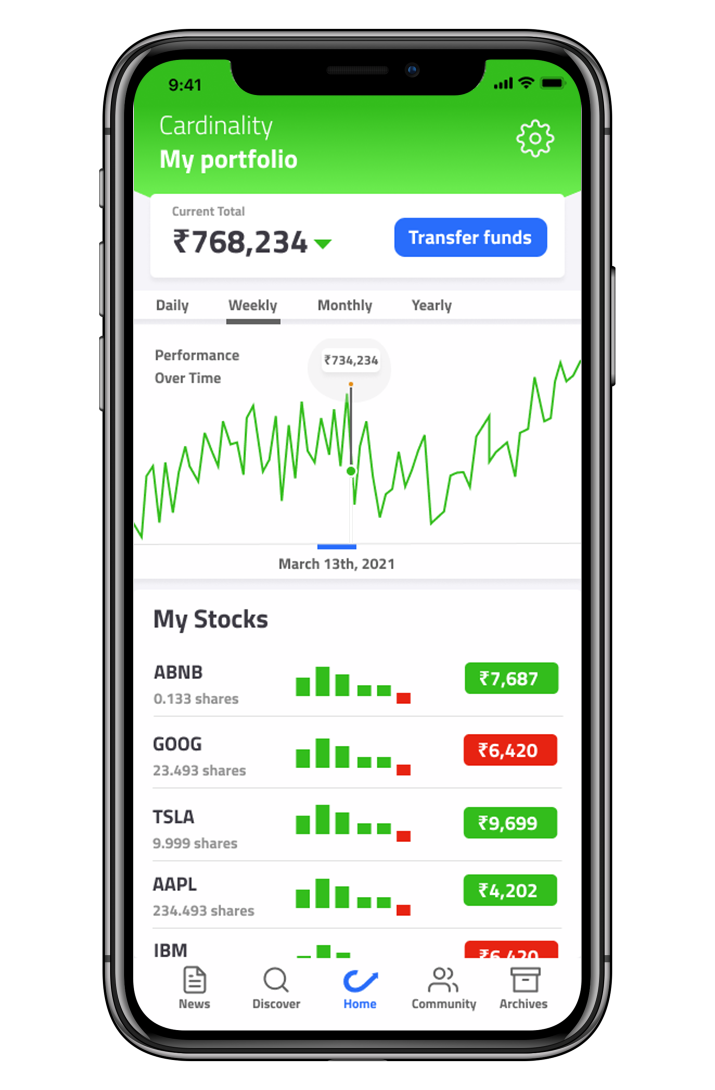 9:41
Cardinality
My portfolio
Current Total
₹768,234
Transfer funds
Daily Weekly Monthly Yearly
Performance
Over Time
₹734,234
March 13th, 2021
My Stocks
ABNB
0.133 shares
₹7,687
GOOG
23.493 shares
₹6,420
TSLA
9.999 shares
₹9,699
AAPL
234.493 shares
₹4,202
IBM
₹6,420
News Discover Home Community Archives